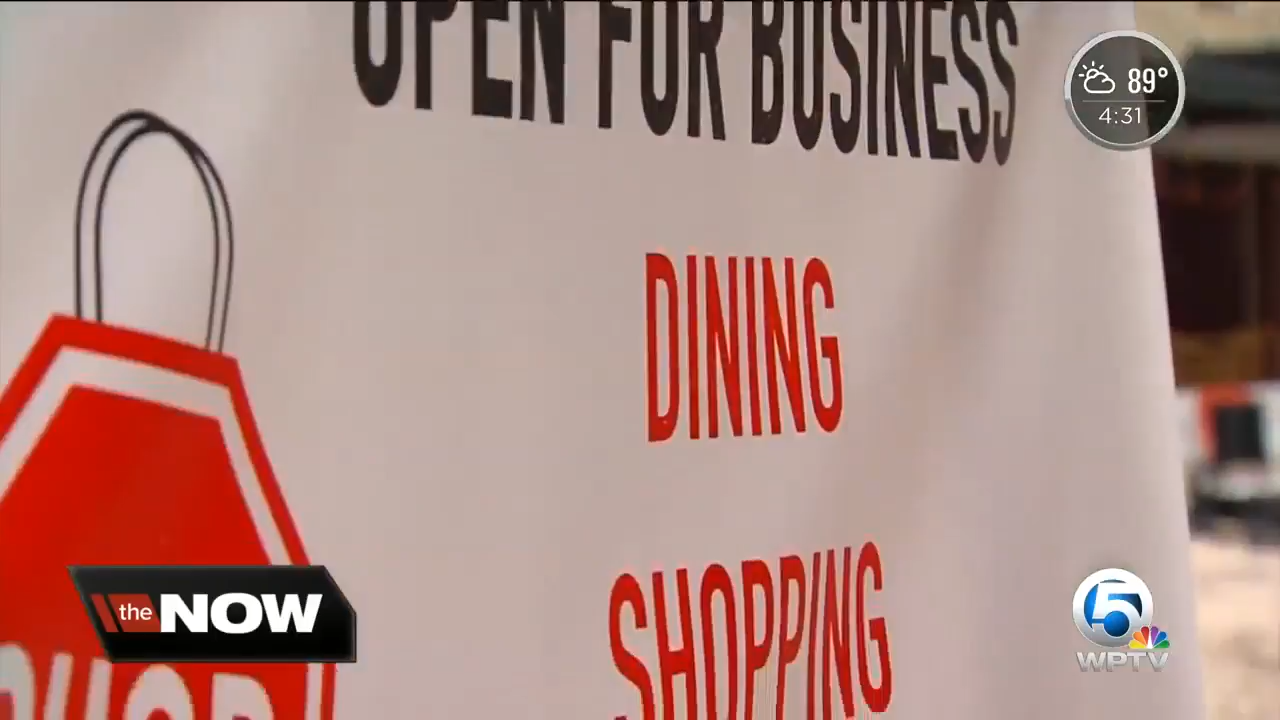 OPEN FOR BUSINESS
89°
4:31
DINING
SHOPPING
the NOW
5
WPTV